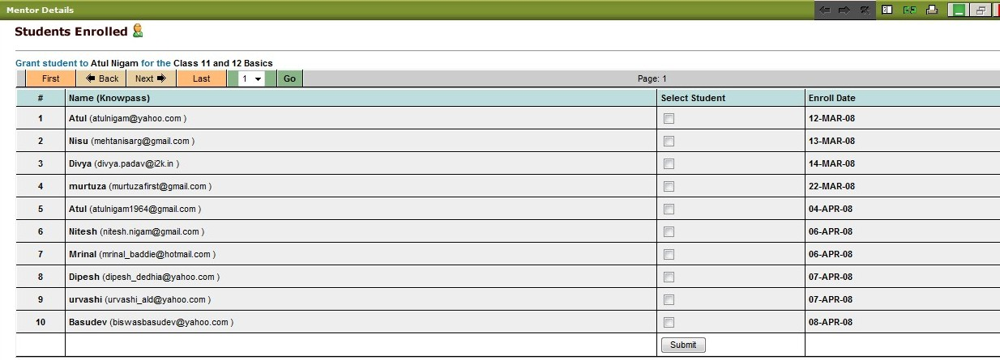 Mentor Details
Students Enrolled
Grant student to Atul Nigam for the Class 11 and 12 Basics
First Back Next Last 1 Go Page: 1
# Name (Knowpass) Select Student Enroll Date
1 Atul (atulnigam@yahoo.com ) 12-MAR-08
2 Nisu (mehtanisarg@gmail.com ) 13-MAR-08
3 Divya (divya.padav@i2k.in ) 14-MAR-08
4 murtuza (murtuzafirst@gmail.com ) 22-MAR-08
5 Atul (atulnigam1964@gmail.com ) 04-APR-08
6 Nitesh (nitesh.nigam@gmail.com ) 06-APR-08
7 Mrinal (mrinal_baddie@hotmail.com ) 06-APR-08
8 Dipesh (dipesh_dedhia@yahoo.com ) 07-APR-08
9 urvashi (urvashi_ald@yahoo.com ) 07-APR-08
10 Basudev (biswasbasudev@yahoo.com ) 08-APR-08
Submit